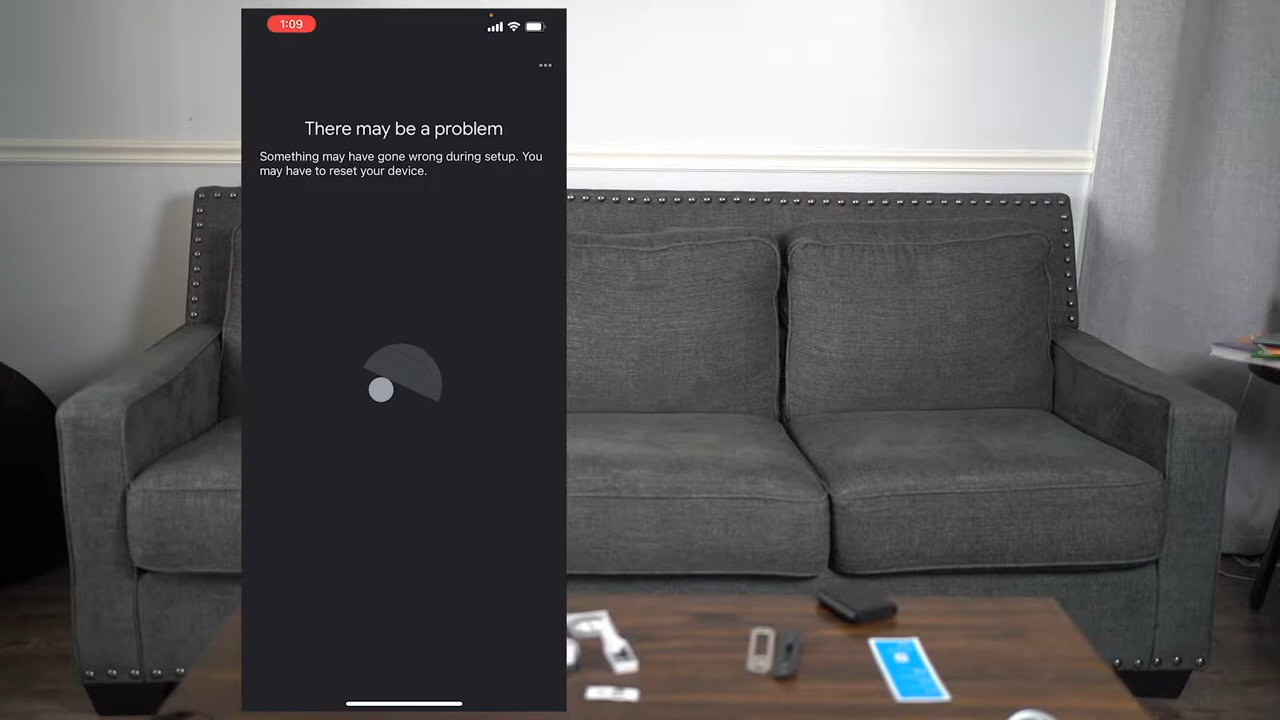 1:09
There may be a problem
Something may have gone wrong during setup. You
may have to reset your device.